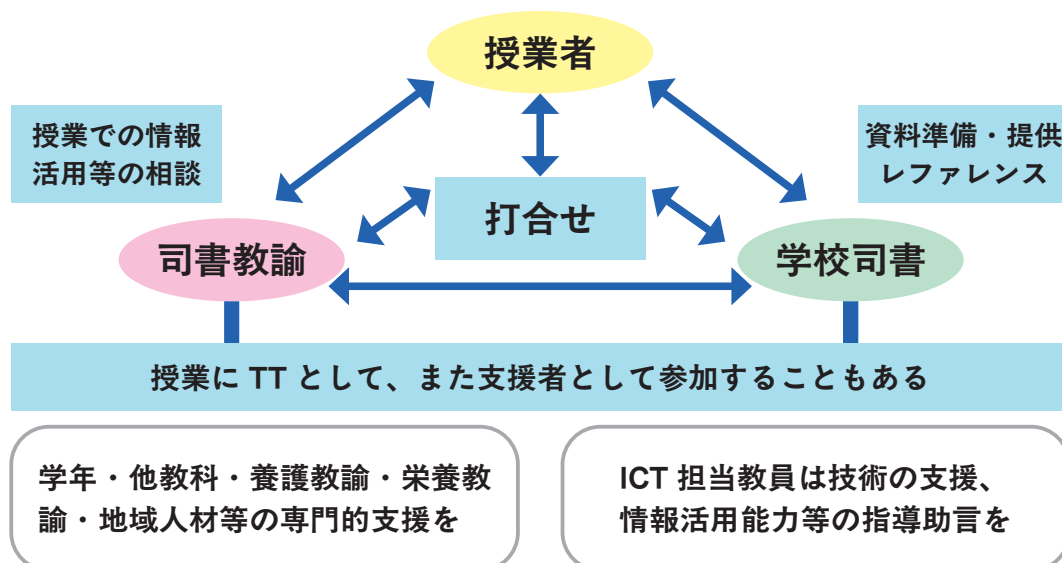 授業者
授業での情報
活用等の相談
資料準備・提供
レファレンス
打合せ
司書教諭
学校司書
授業に TT として、また支援者として参加することもある
学年・他教科・養護教諭・栄養教
諭・地域人材等の専門的支援を
ICT 担当教員は技術の支援、
情報活用能力等の指導助言を